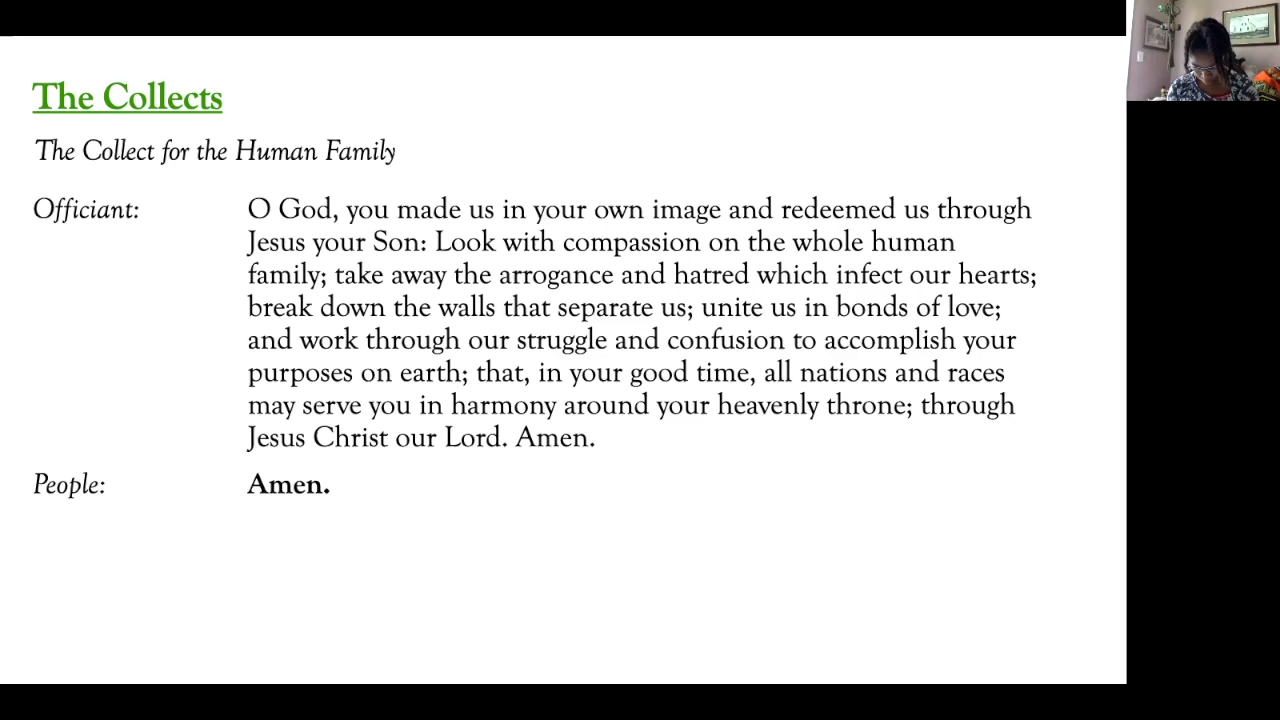 The Collects
The Collect for the Human Family
Officiant: O God, you made us in your own image and redeemed us through
Jesus your Son: Look with compassion on the whole human
family; take away the arrogance and hatred which infect our hearts;
break down the walls that separate us; unite us in bonds of love;
and work through our struggle and confusion to accomplish your
purposes on earth; that, in your good time, all nations and races
may serve you in harmony around your heavenly throne; through
Jesus Christ our Lord. Amen.
People: Amen.